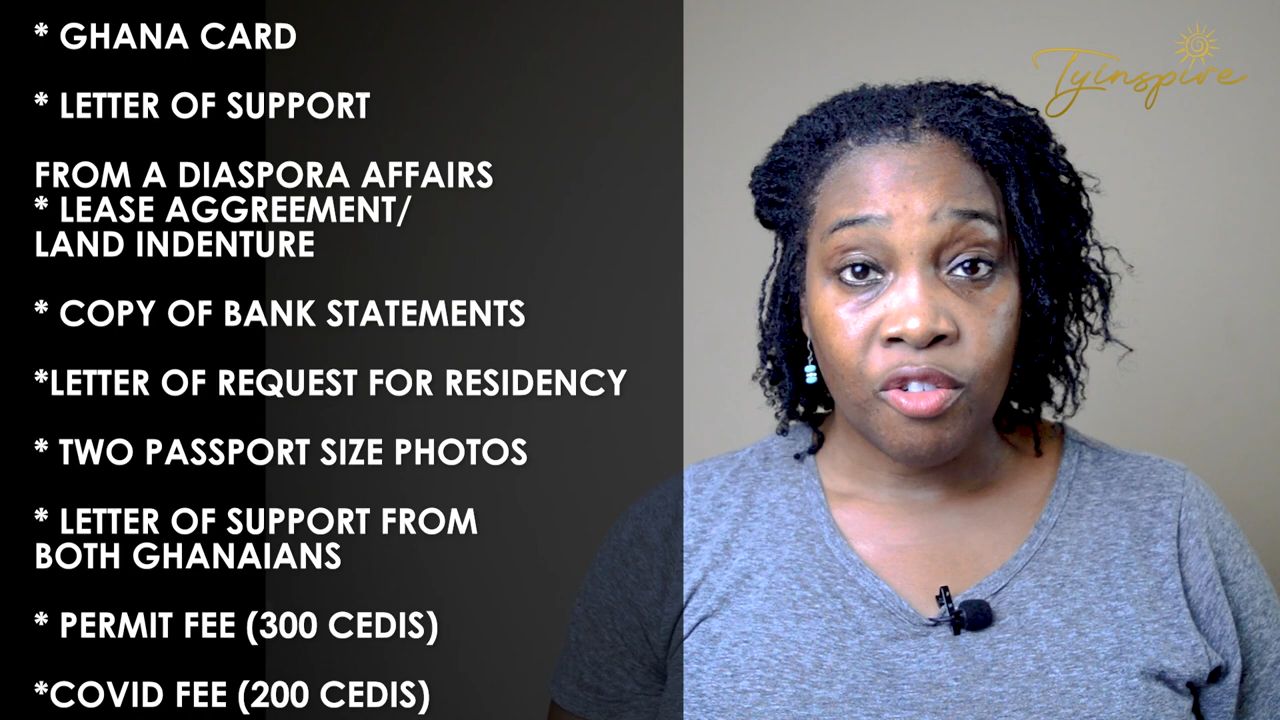 * GHANA CARD
* LETTER OF SUPPORT
FROM A DIASPORA AFFAIRS
* LEASE AGGREEMENT/
LAND INDENTURE
* COPY OF BANK STATEMENTS
*LETTER OF REQUEST FOR RESIDENCY
* TWO PASSPORT SIZE PHOTOS
* LETTER OF SUPPORT FROM
BOTH GHANAIANS
* PERMIT FEE (300 CEDIS)
*COVID FEE (200 CEDIS)
Tyinspire